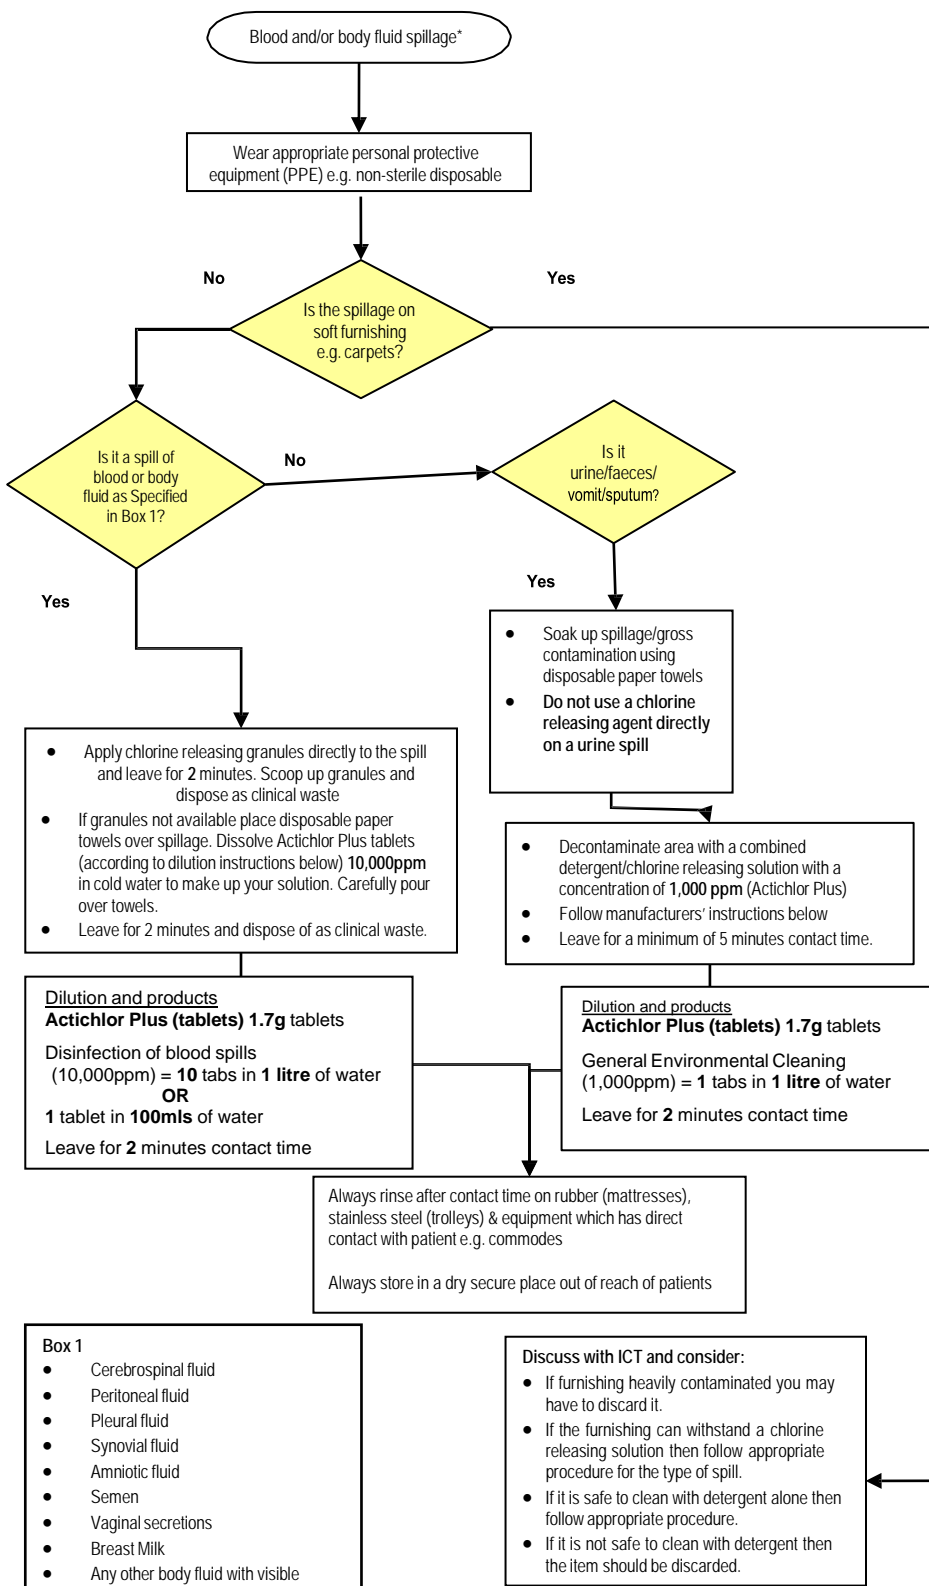 Blood and/or body fluid spillage*
Wear appropriate personal protective
equipment (PPE) e.g. non-sterile disposable
No
Yes
Is the spillage on
soft furnishing
e.g. carpets?
Is it a spill of
blood or body
fluid as Specified
in Box 1?
No
Is it
urine/faeces/
vomit/sputum?
Yes
Yes
• Soak up spillage/gross
contamination using
disposable paper towels
• Do not use a chlorine
releasing agent directly
on a urine spill
• Apply chlorine releasing granules directly to the spill
and leave for 2 minutes. Scoop up granules and
dispose as clinical waste
• If granules not available place disposable paper
towels over spillage. Dissolve Actichlor Plus tablets
(according to dilution instructions below) 10,000ppm
in cold water to make up your solution. Carefully pour
over towels.
• Leave for 2 minutes and dispose of as clinical waste.
• Decontaminate area with a combined
detergent/chlorine releasing solution with a
concentration of 1,000 ppm (Actichlor Plus)
• Follow manufacturers' instructions below
• Leave for a minimum of 5 minutes contact time.
Dilution and products
Actichlor Plus (tablets) 1.7g tablets
Disinfection of blood spills
(10,000ppm) = 10 tabs in 1 litre of water
OR
1 tablet in 100mls of water
Leave for 2 minutes contact time
Dilution and products
Actichlor Plus (tablets) 1.7g tablets
General Environmental Cleaning
(1,000ppm) = 1 tabs in 1 litre of water
Leave for 2 minutes contact time
Always rinse after contact time on rubber (mattresses),
stainless steel (trolleys) & equipment which has direct
contact with patient e.g. commodes
Always store in a dry secure place out of reach of patients
Box 1
• Cerebrospinal fluid
• Peritoneal fluid
• Pleural fluid
• Synovial fluid
• Amniotic fluid
• Semen
• Vaginal secretions
• Breast Milk
• Any other body fluid with visible
Discuss with ICT and consider:
• If furnishing heavily contaminated you may
have to discard it.
• If the furnishing can withstand a chlorine
releasing solution then follow appropriate
procedure for the type of spill.
• If it is safe to clean with detergent alone then
follow appropriate procedure.
• If it is not safe to clean with detergent then
the item should be discarded.